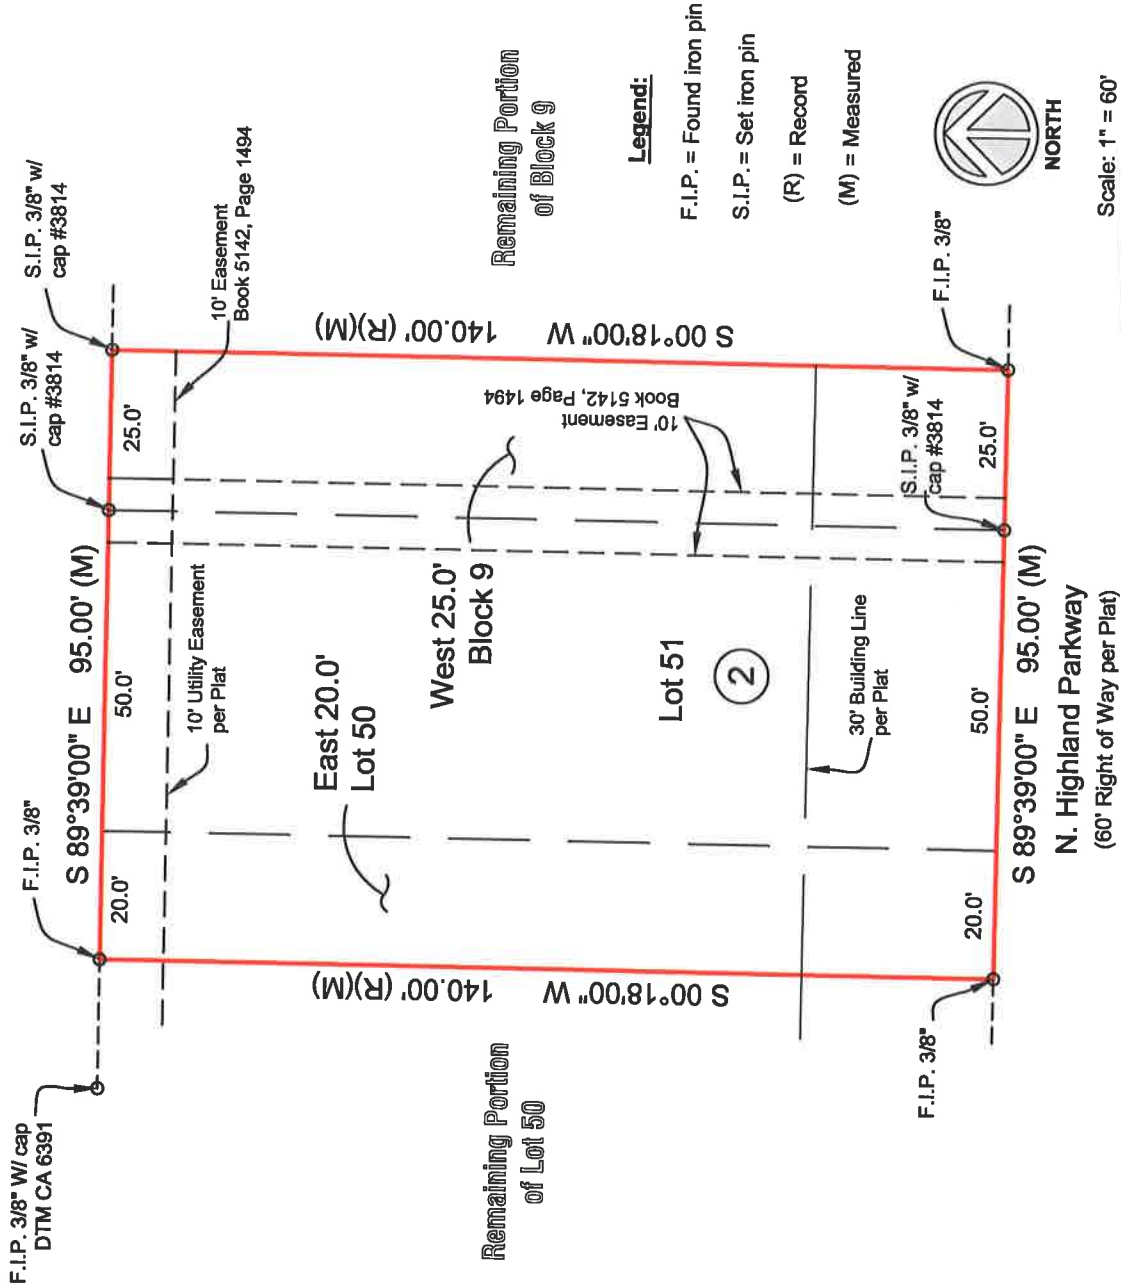 F.I.P. 3/8" W/ cap
DTM CA 6391
F.I.P. 3/8"
S.I.P. 3/8" w/
cap #3814
S.I.P. 3/8" w/
cap #3814
S 89°39'00" E 95.00' (M)
20.0'
50.0'
25.0'
10' Utility Easement
per Plat
10' Easement
Book 5142, Page 1494
S 00°18'00" W 140.00' (R)(M)
S 00°18'00" W 140.00' (R)(M)
East 20.0'
Lot 50
West 25.0'
Block 9
10' Easement
Book 5142, Page 1494
Remaining Portion
of Lot 50
Remaining Portion
of Block 9
Lot 51
2
30' Building Line
per Plat
S.I.P. 3/8" w/
cap #3814
F.I.P. 3/8"
F.I.P. 3/8"
20.0'
50.0'
25.0'
S 89°39'00" E 95.00' (M)
N. Highland Parkway
(60' Right of Way per Plat)
Legend:
F.I.P. = Found iron pin
S.I.P. = Set iron pin
(R) = Record
(M) = Measured
NORTH
Scale: 1" = 60'